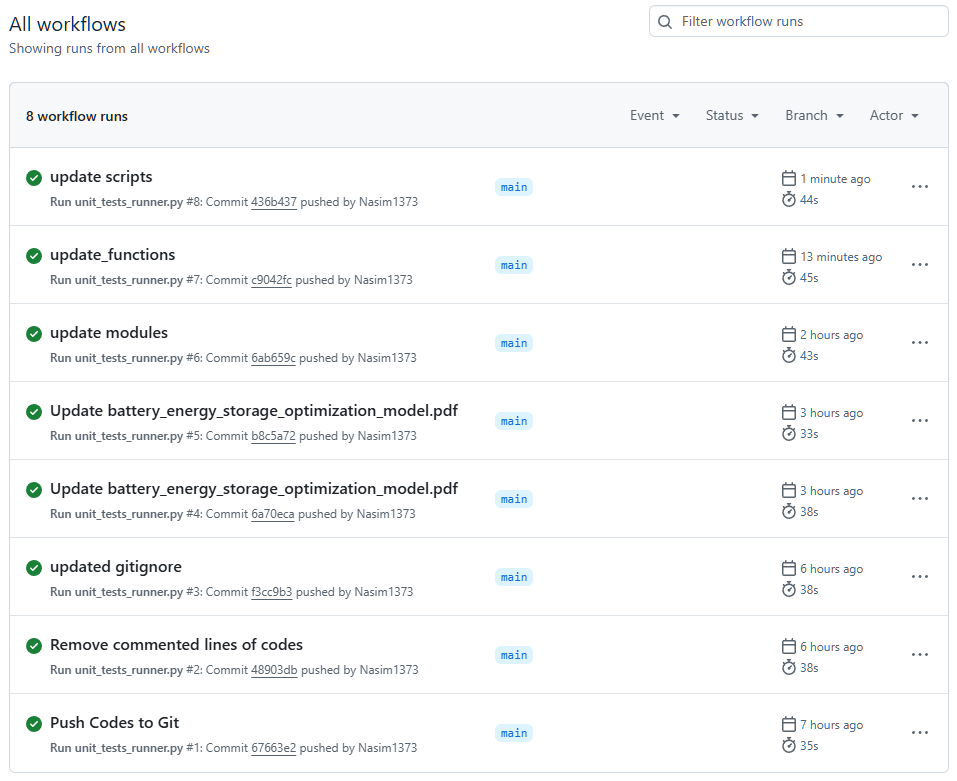 All workflows
Filter workflow runs
Showing runs from all workflows
8 workflow runs
Event Status Branch Actor
update scripts
main
1 minute ago
Run unit_tests_runner.py #8: Commit 436b437 pushed by Nasim1373
44s
update_functions
main
13 minutes ago
Run unit_tests_runner.py #7: Commit c9042fc pushed by Nasim1373
45s
update modules
main
2 hours ago
Run unit_tests_runner.py #6: Commit 6ab659c pushed by Nasim1373
43s
Update battery_energy_storage_optimization_model.pdf
main
3 hours ago
Run unit_tests_runner.py #5: Commit b8c5a72 pushed by Nasim1373
33s
Update battery_energy_storage_optimization_model.pdf
main
3 hours ago
Run unit_tests_runner.py #4: Commit 6a70eca pushed by Nasim1373
38s
updated gitignore
main
6 hours ago
Run unit_tests_runner.py #3: Commit f3cc9b3 pushed by Nasim1373
38s
Remove commented lines of codes
main
6 hours ago
Run unit_tests_runner.py #2: Commit 48903db pushed by Nasim1373
38s
Push Codes to Git
main
7 hours ago
Run unit_tests_runner.py #1: Commit 67663e2 pushed by Nasim1373
35s